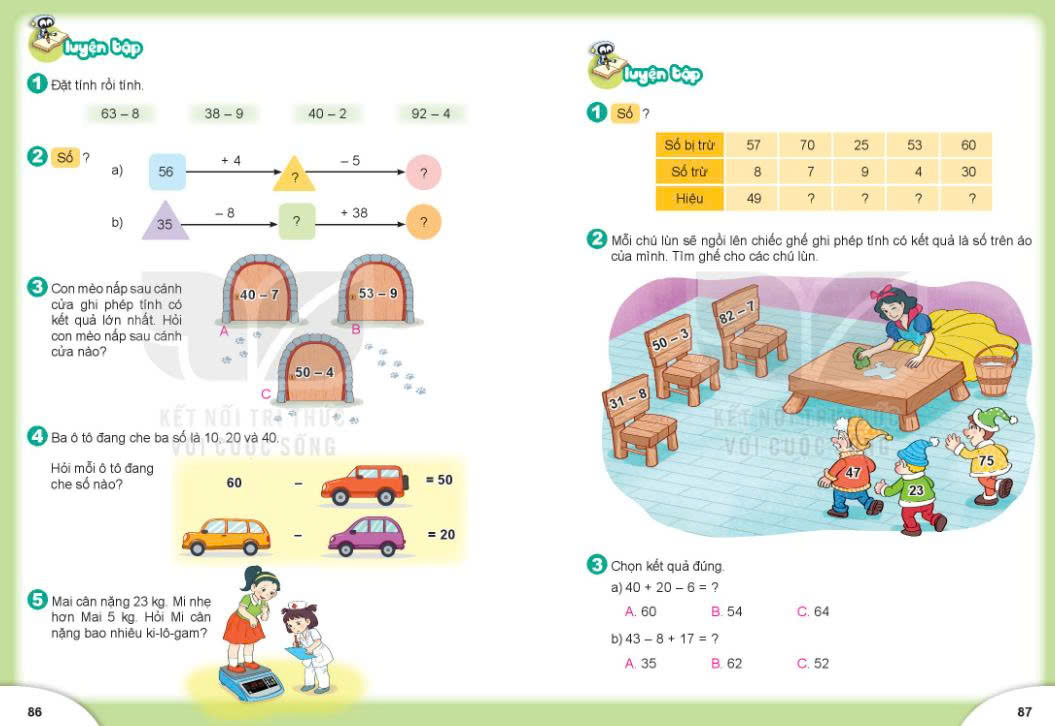 Luyện tập
1 Đặt tính rồi tính.
63 – 8 38 – 9 40 – 2 92 – 4
2 Số ?
a) 56 + 4 ? – 5 ?
b) 35 – 8 ? + 38 ?
3 Con mèo nấp sau cánh
cửa ghi phép tính có
kết quả lớn nhất. Hỏi
con mèo nấp sau cánh
cửa nào?
40 – 7
A
53 – 9
B
50 – 4
C
4 Ba ô tô đang che ba số là 10, 20 và 40.
Hỏi mỗi ô tô đang
che số nào?
60 – = 50
– = 20
5 Mai cân nặng 23 kg. Mi nhẹ
hơn Mai 5 kg. Hỏi Mi cân
nặng bao nhiêu ki-lô-gam?
86
Luyện tập
1 Số ?
Số bị trừ 57 70 25 53 60
Số trừ 8 7 9 4 30
Hiệu 49 ? ? ? ?
2 Mỗi chú lùn sẽ ngồi lên chiếc ghế ghi phép tính có kết quả là số trên áo
của mình. Tìm ghế cho các chú lùn.
82 – 7
50 – 3
31 – 8
47
23
75
3 Chọn kết quả đúng.
a) 40 + 20 – 6 = ?
A. 60 B. 54 C. 64
b) 43 – 8 + 17 = ?
A. 35 B. 62 C. 52
87
KẾT NỐI TRI THỨC
VỚI CUỘC SỐNG
KẾT NỐI TRI THỨC
VỚI CUỘC SỐNG